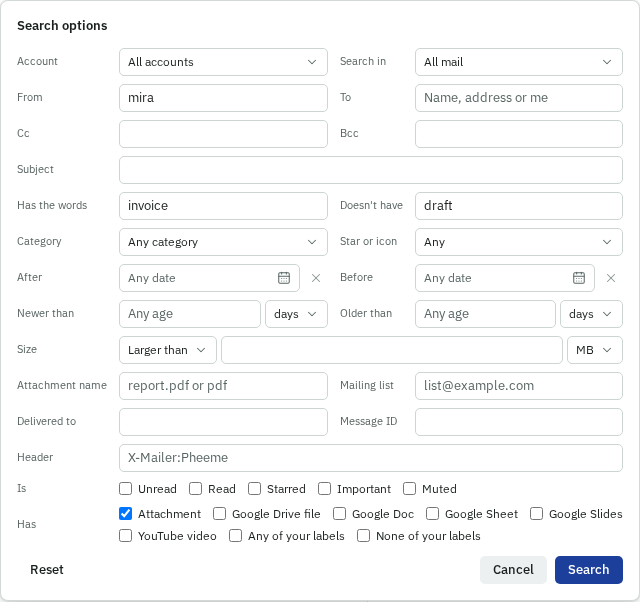 Search options
Account All accounts Search in All mail
From mira To Name, address or me
Cc Bcc
Subject
Has the words invoice Doesn't have draft
Category Any category Star or icon Any
After Any date Before Any date
Newer than Any age days Older than Any age days
Size Larger than MB
Attachment name report.pdf or pdf Mailing list list@example.com
Delivered to Message ID
Header X-Mailer:Pheeme
Is Unread Read Starred Important Muted
Has Attachment Google Drive file Google Doc Google Sheet Google Slides
YouTube video Any of your labels None of your labels
Reset Cancel Search